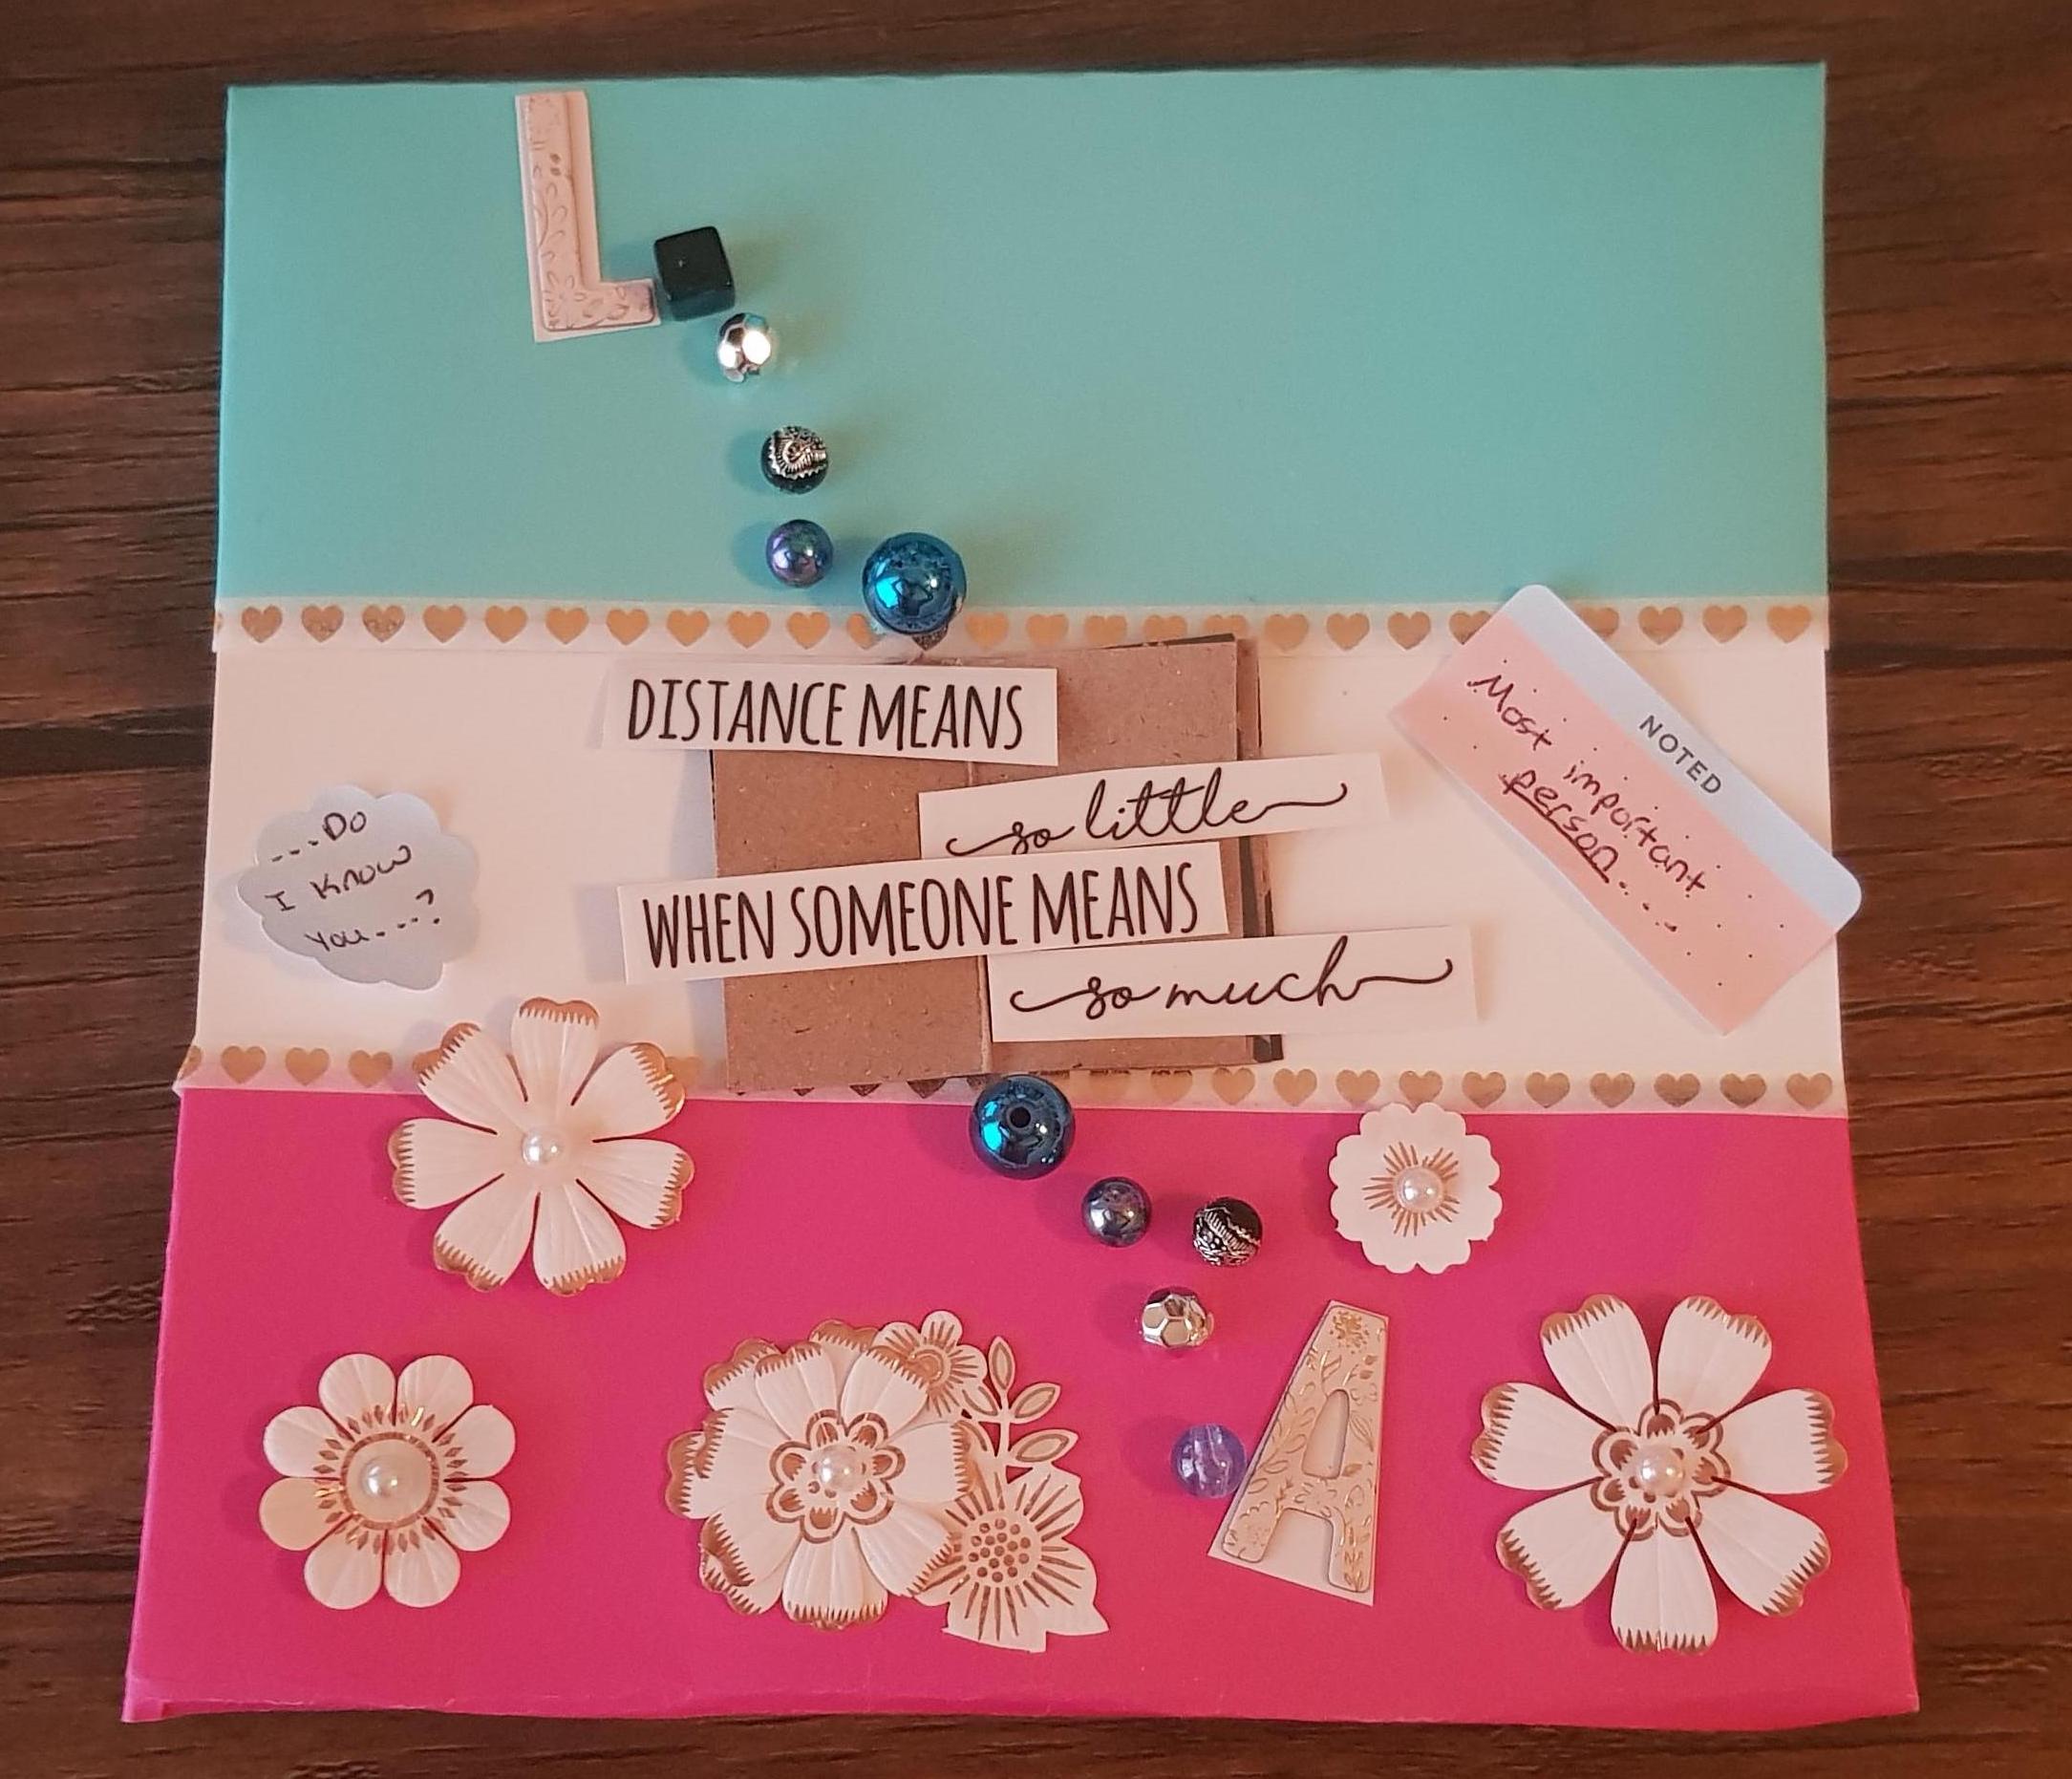 L
DISTANCE MEANS
so little
WHEN SOMEONE MEANS
so much
---Do
I Know
You---?
NOTED
Most important
person....
A